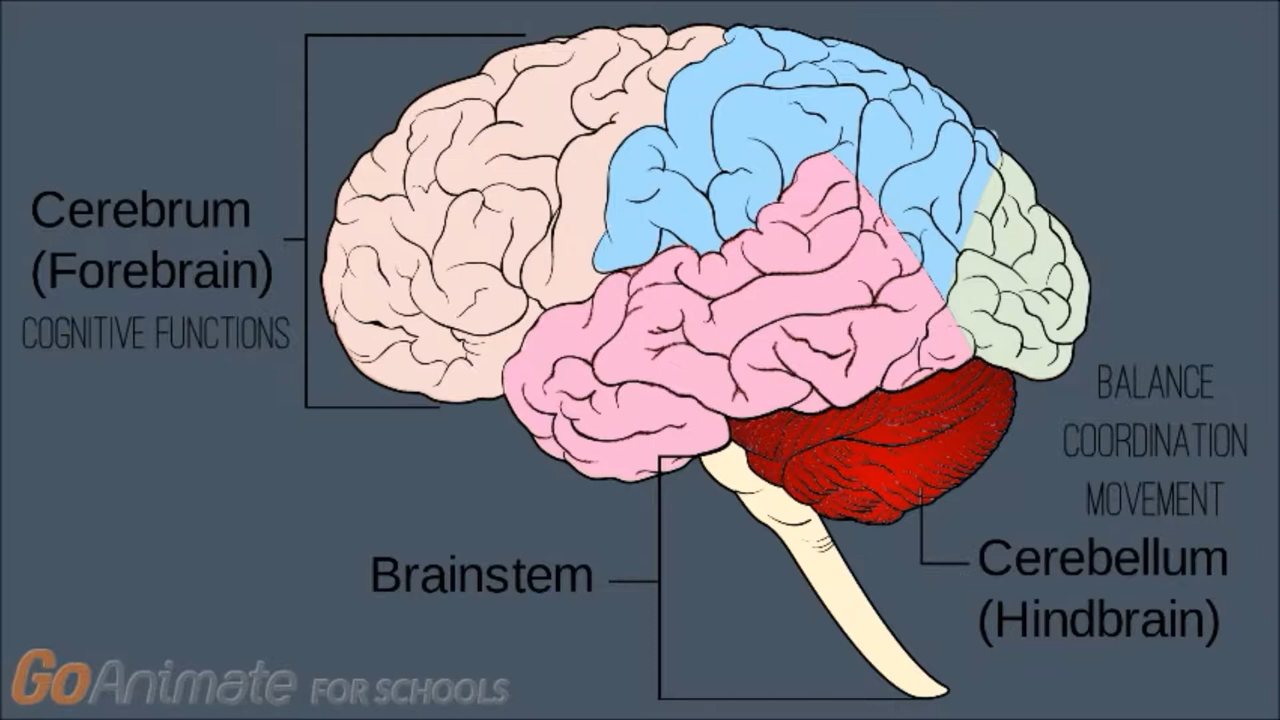 Cerebrum
(Forebrain)
COGNITIVE FUNCTIONS
BALANCE
COORDINATION
MOVEMENT
Cerebellum
(Hindbrain)
Brainstem
GoAnimate FOR SCHOOLS